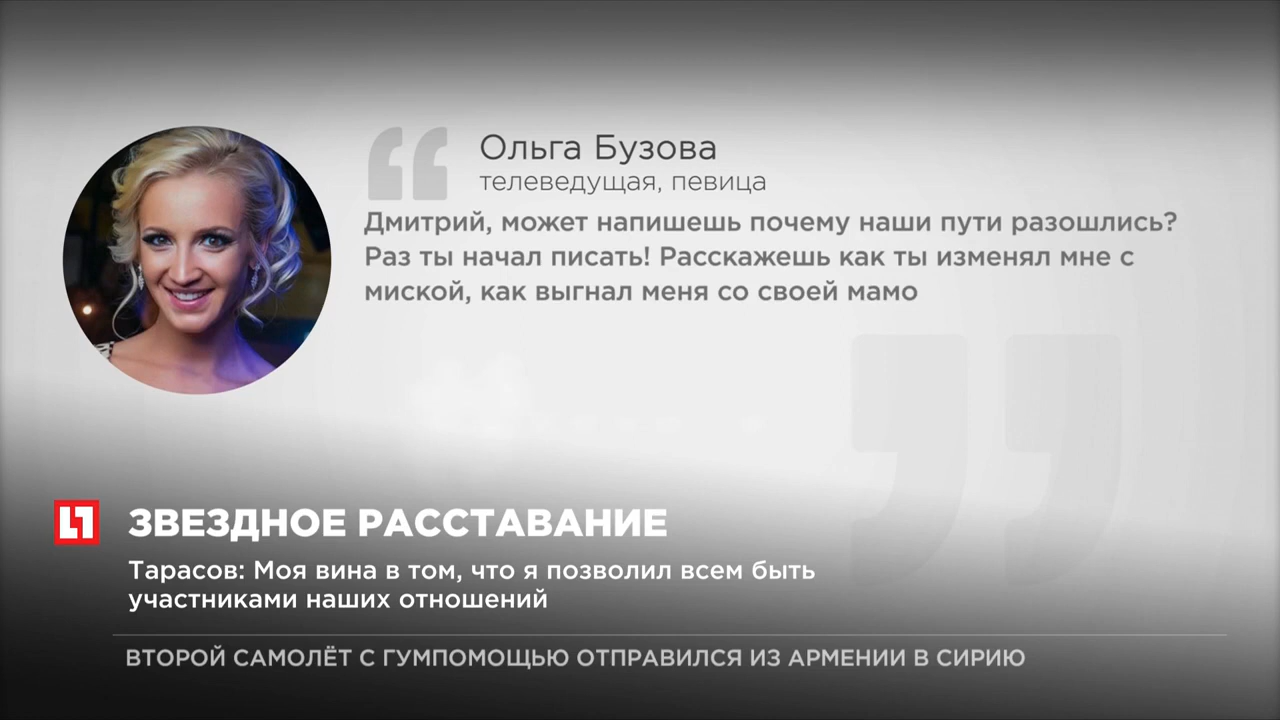 Ольга Бузова
телеведущая, певица
Дмитрий, может напишешь почему наши пути разошлись?
Раз ты начал писать! Расскажешь как ты изменял мне с
миской, как выгнал меня со своей мамо
ЗВЕЗДНОЕ РАССТАВАНИЕ
Тарасов: Моя вина в том, что я позволил всем быть
участниками наших отношений
ВТОРОЙ САМОЛЁТ С ГУМПОМОЩЬЮ ОТПРАВИЛСЯ ИЗ АРМЕНИИ В СИРИЮ